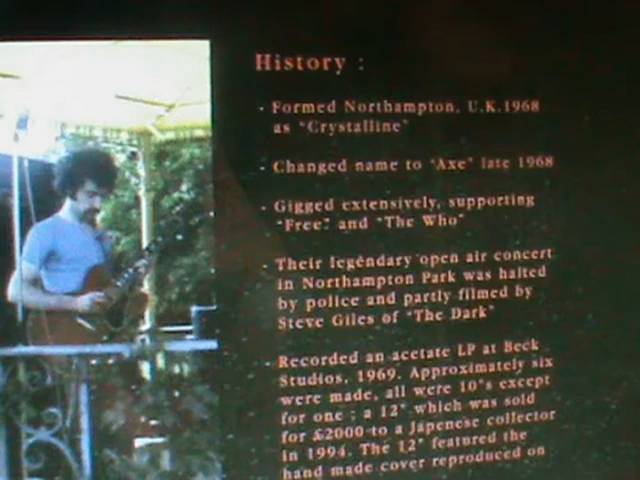 History :
- Formed Northampton, U.K.1968
as "Crystalline"
- Changed name to "Axe" late 1968
- Gigged extensively, supporting
"Free" and "The Who"
- Their legendary open air concert
in Northampton Park was halted
by police and partly filmed by
Steve Giles of "The Dark"
- Recorded an acetate LP at Beck
Studios, 1969. Approximately six
were made, all were 10"s except
for one ; a 12" which was sold
for £2000 to a Japenese collector
in 1994. The 12" featured the
hand made cover reproduced on